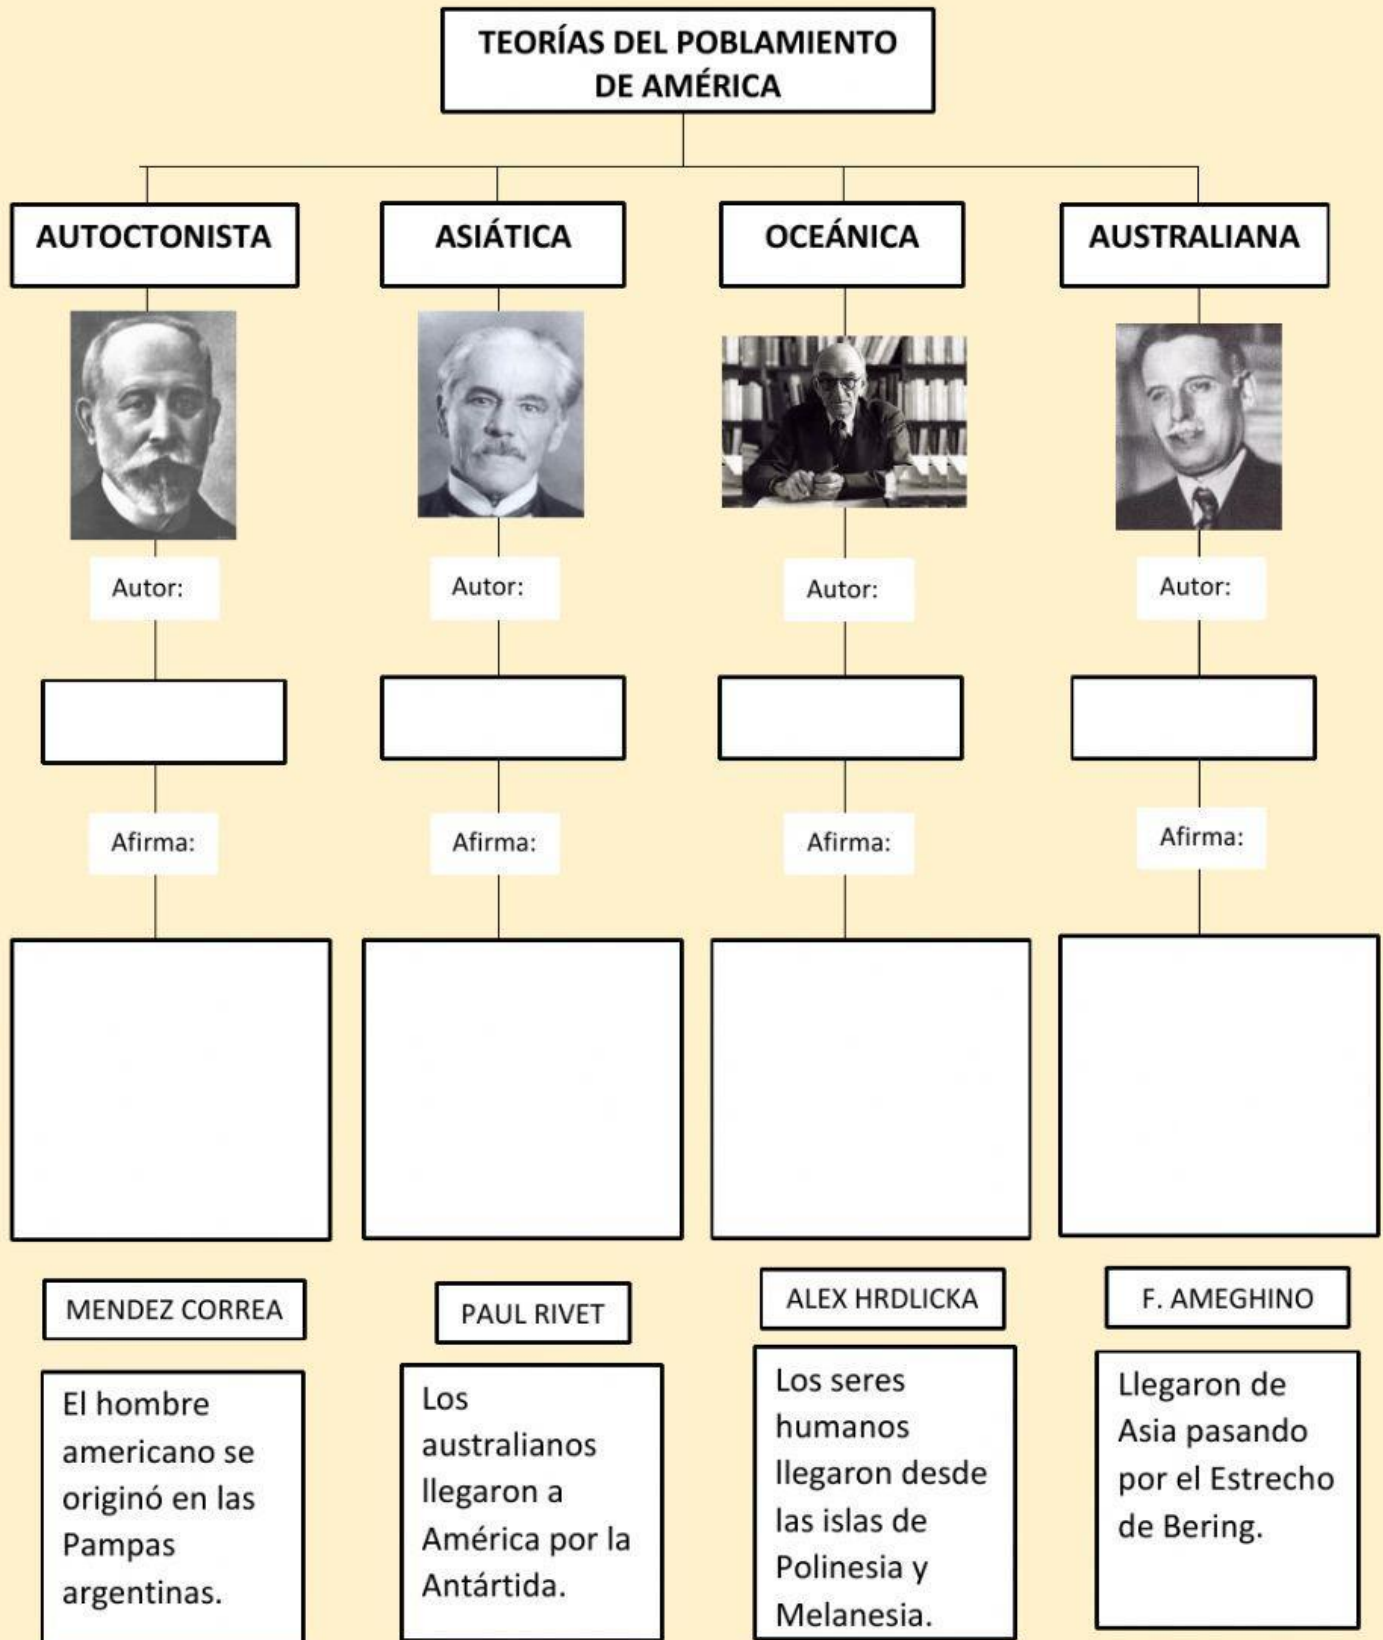 TEORÍAS DEL POBLAMIENTO
DE AMÉRICA
AUTOCTONISTA
ASIÁTICA
OCEÁNICA
AUSTRALIANA
Autor:
Autor:
Autor:
Autor:
Afirma:
Afirma:
Afirma:
Afirma:
MENDEZ CORREA
PAUL RIVET
ALEX HRDLICKA
F. AMEGHINO
El hombre
americano se
originó en las
Pampas
argentinas.
Los
australianos
llegaron a
América por la
Antártida.
Los seres
humanos
llegaron desde
las islas de
Polinesia y
Melanesia.
Llegaron de
Asia pasando
por el Estrecho
de Bering.